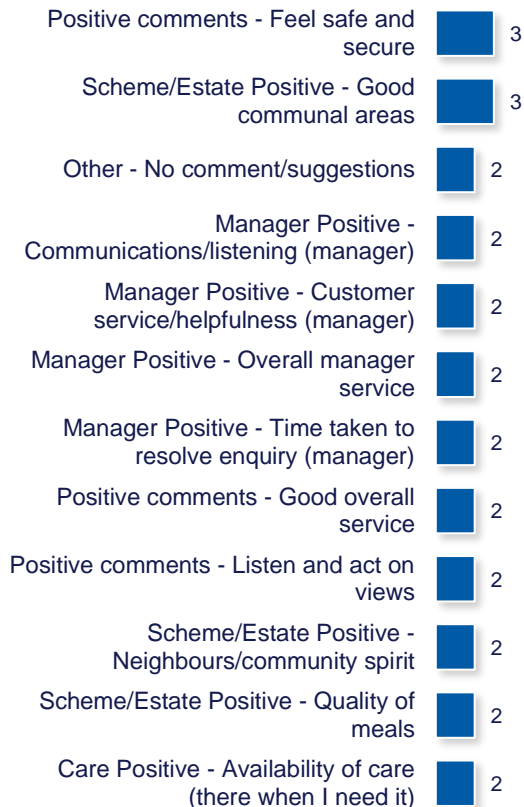 Positive comments - Feel safe and
secure
3
Scheme/Estate Positive - Good
communal areas
3
Other - No comment/suggestions
2
Manager Positive -
Communications/listening (manager)
2
Manager Positive - Customer
service/helpfulness (manager)
2
Manager Positive - Overall manager
service
2
Manager Positive - Time taken to
resolve enquiry (manager)
2
Positive comments - Good overall
service
2
Positive comments - Listen and act on
views
2
Scheme/Estate Positive -
Neighbours/community spirit
2
Scheme/Estate Positive - Quality of
meals
2
Care Positive - Availability of care
(there when I need it)
2